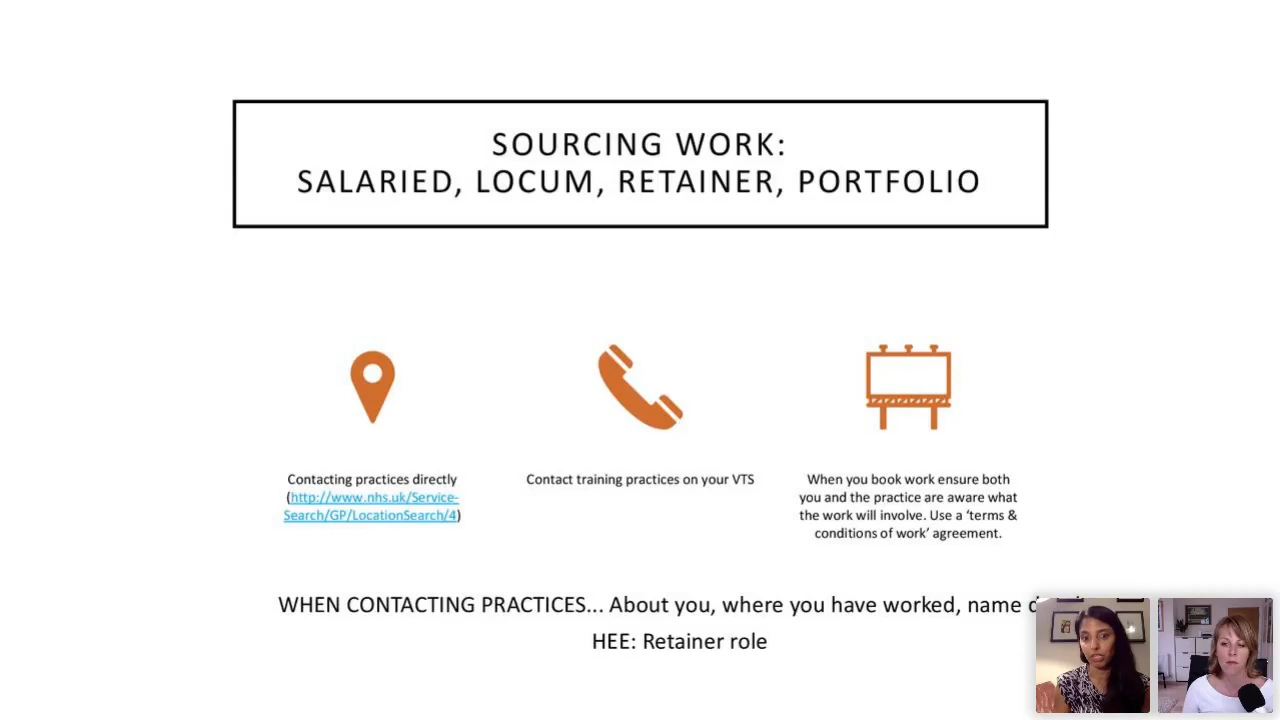 SOURCING WORK:
SALARIED, LOCUM, RETAINER, PORTFOLIO
Contacting practices directly
(http://www.nhs.uk/Service-
Search/GP/LocationSearch/4)
Contact training practices on your VTS
When you book work ensure both
you and the practice are aware what
the work will involve. Use a ‘terms &
conditions of work’ agreement.
WHEN CONTACTING PRACTICES... About you, where you have worked, name
HEE: Retainer role